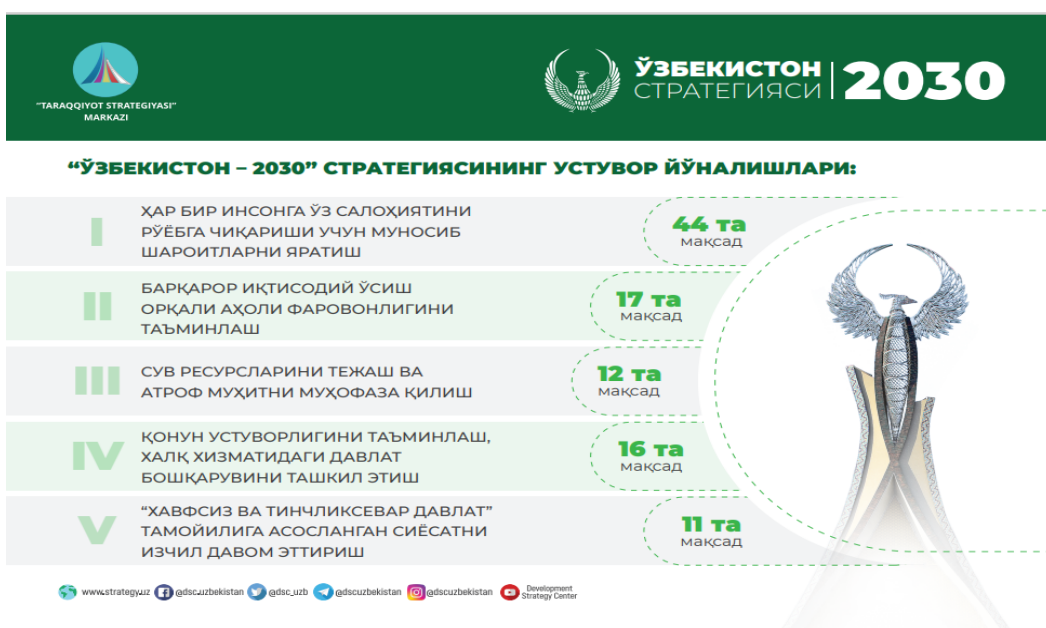 "TARAQQIYOT STRATEGIYASI"
MARKAZI
ЎЗБЕКИСТОН
СТРАТЕГИЯСИ
2030
“ЎЗБЕКИСТОН – 2030” СТРАТЕГИЯСИНИНГ УСТУВОР ЙЎНАЛИШЛАРИ:
I
ҲАР БИР ИНСОНГА ЎЗ САЛОҲИЯТИНИ
РЎЁБГА ЧИҚАРИШИ УЧУН МУНОСИБ
ШАРОИТЛАРНИ ЯРАТИШ
44 та
мақсад
II
БАРҚАРОР ИҚТИСОДИЙ ЎСИШ
ОРҚАЛИ АҲОЛИ ФАРОВОНЛИГИНИ
ТАЪМИНЛАШ
17 та
мақсад
III
СУВ РЕСУРСЛАРИНИ ТЕЖАШ ВА
АТРОФ МУҲИТНИ МУҲОФАЗА ҚИЛИШ
12 та
мақсад
IV
ҚОНУН УСТУВОРЛИГИНИ ТАЪМИНЛАШ,
ХАЛҚ ХИЗМАТИДАГИ ДАВЛАТ
БОШҚАРУВИНИ ТАШКИЛ ЭТИШ
16 та
мақсад
V
“ХАВФСИЗ ВА ТИНЧЛИКСЕВАР ДАВЛАТ”
ТАМОЙИЛИГА АСОСЛАНГАН СИЁСАТНИ
ИЗЧИЛ ДАВОМ ЭТТИРИШ
11 та
мақсад
www.strategy.uz @dsc.uzbekistan @dsc_uzb @dscuzbekistan @dscuzbekistan Development
Strategy Center